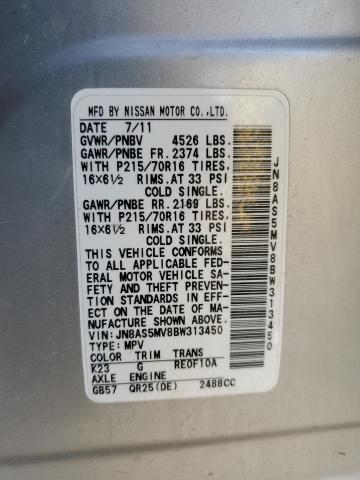 MFD BY NISSAN MOTOR CO.,LTD.
DATE 7/11
GVWR/PNBV 4526 LBS.
GAWR/PNBE FR. 2374 LBS.
WITH P215/70R16 TIRES,
16×6½ RIMS.AT 33 PSI
COLD SINGLE.
GAWR/PNBE RR. 2169 LBS.
WITH P215/70R16 TIRES,
16×6½ RIMS.AT 33 PSI
COLD SINGLE.
THIS VEHICLE CONFORMS
TO ALL APPLICABLE FED-
ERAL MOTOR VEHICLE SA-
FETY AND THEFT PREVEN-
TION STANDARDS IN EFF-
ECT ON THE DATE OF MA-
NUFACTURE SHOWN ABOVE.
VIN:JN8AS5MV8BW313450
TYPE: MPV
COLOR TRIM TRANS
K23 G RE0F10A
AXLE ENGINE
GB57 QR25(DE) 2488CC
JN8AS5MV8BW313450